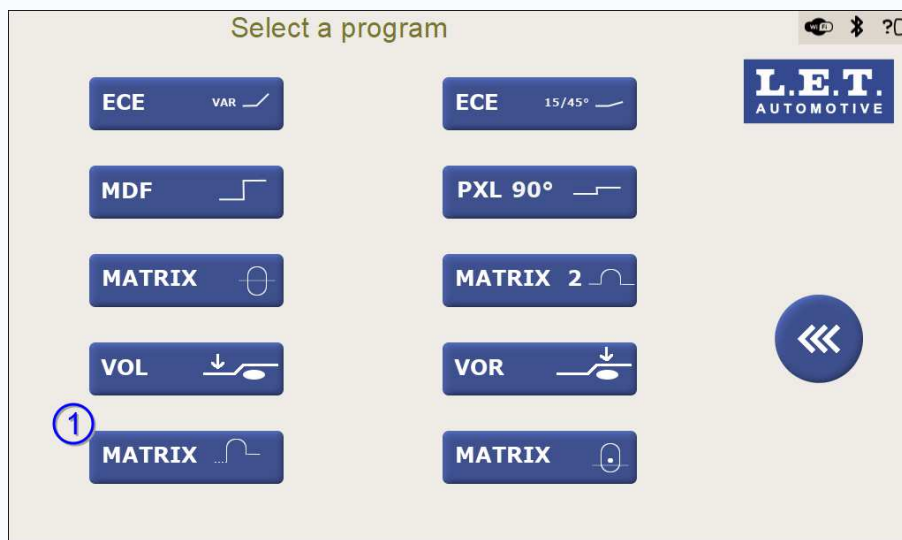 Select a program
WiFi ?
ECE VAR
ECE 15/45°
L.E.T.
AUTOMOTIVE
MDF
PXL 90°
MATRIX
MATRIX 2
VOL
VOR
1
MATRIX
MATRIX